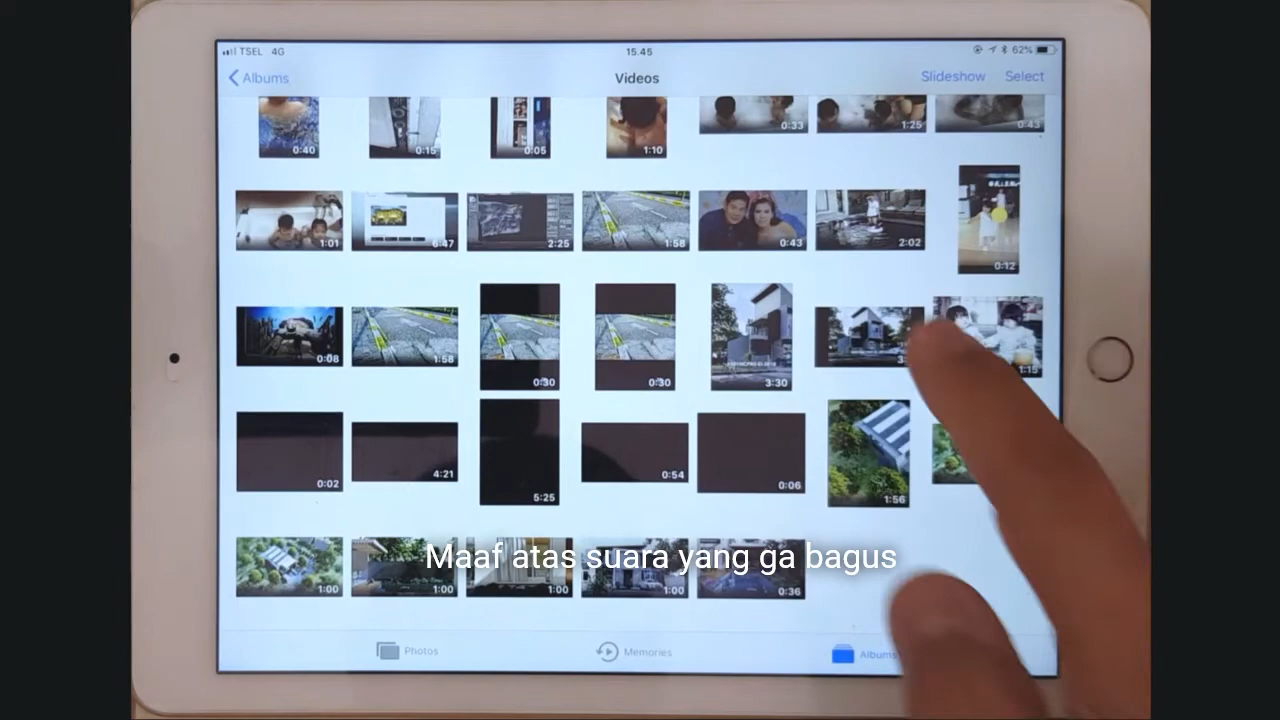 TSEL 4G 15.45 62%
Albums Videos Slideshow Select
0:40 0:15 0:05 1:10 0:33 1:25 0:43
1:01 6:47 2:25 1:58 0:43 2:02 0:12
0:08 1:58 0:30 0:30 3:30 1:15
0:02 4:21 5:25 0:54 0:06 1:56
1:00 1:00 1:00 1:00 0:36
Maaf atas suara yang ga bagus
Photos Memories Albums